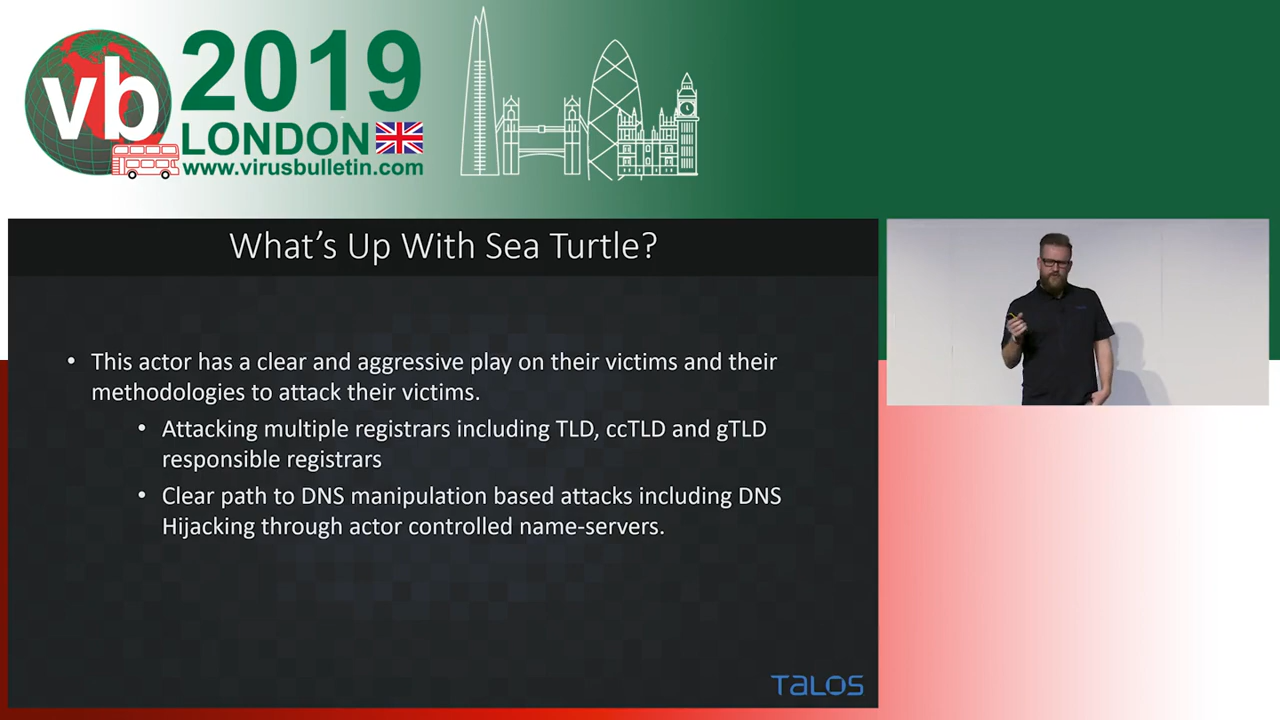 vb
2019
LONDON
www.virusbulletin.com
What's Up With Sea Turtle?
• This actor has a clear and aggressive play on their victims and their
methodologies to attack their victims.
• Attacking multiple registrars including TLD, ccTLD and gTLD
responsible registrars
• Clear path to DNS manipulation based attacks including DNS
Hijacking through actor controlled name-servers.
TALOS